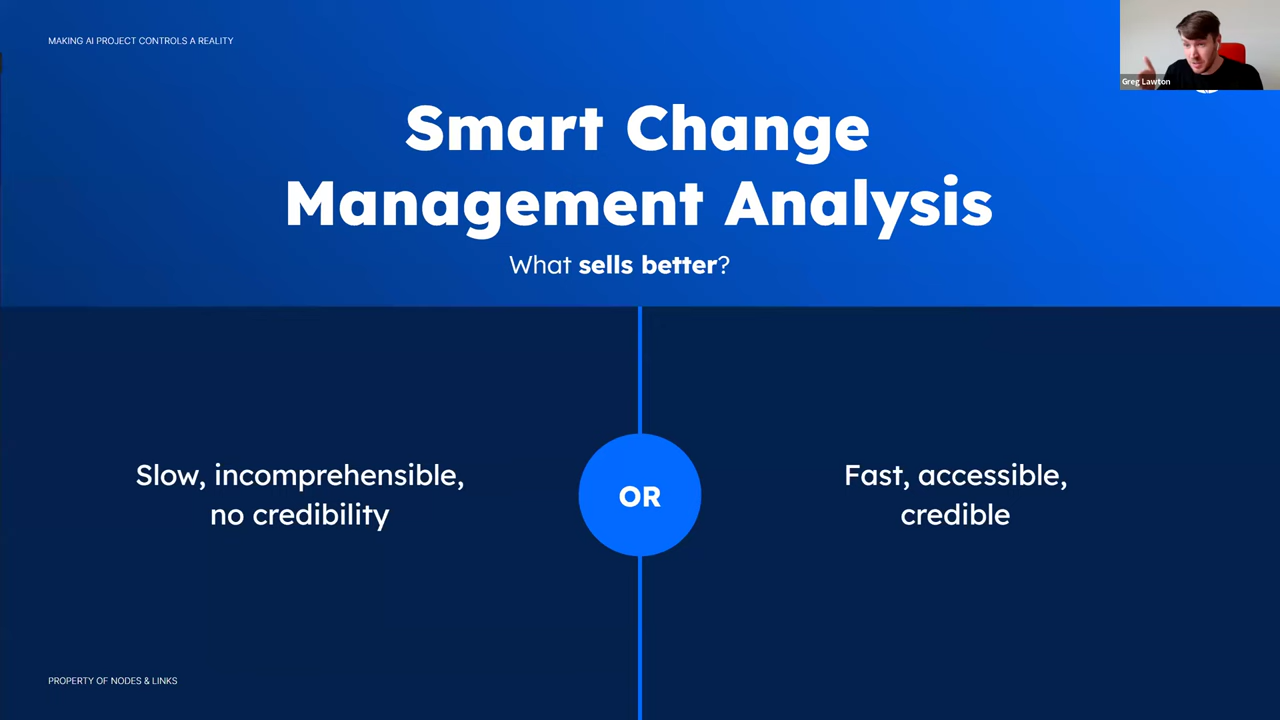 MAKING AI PROJECT CONTROLS A REALITY
Greg Lawton
Smart Change
Management Analysis
What sells better?
Slow, incomprehensible,
no credibility
OR
Fast, accessible,
credible
PROPERTY OF NODES & LINKS